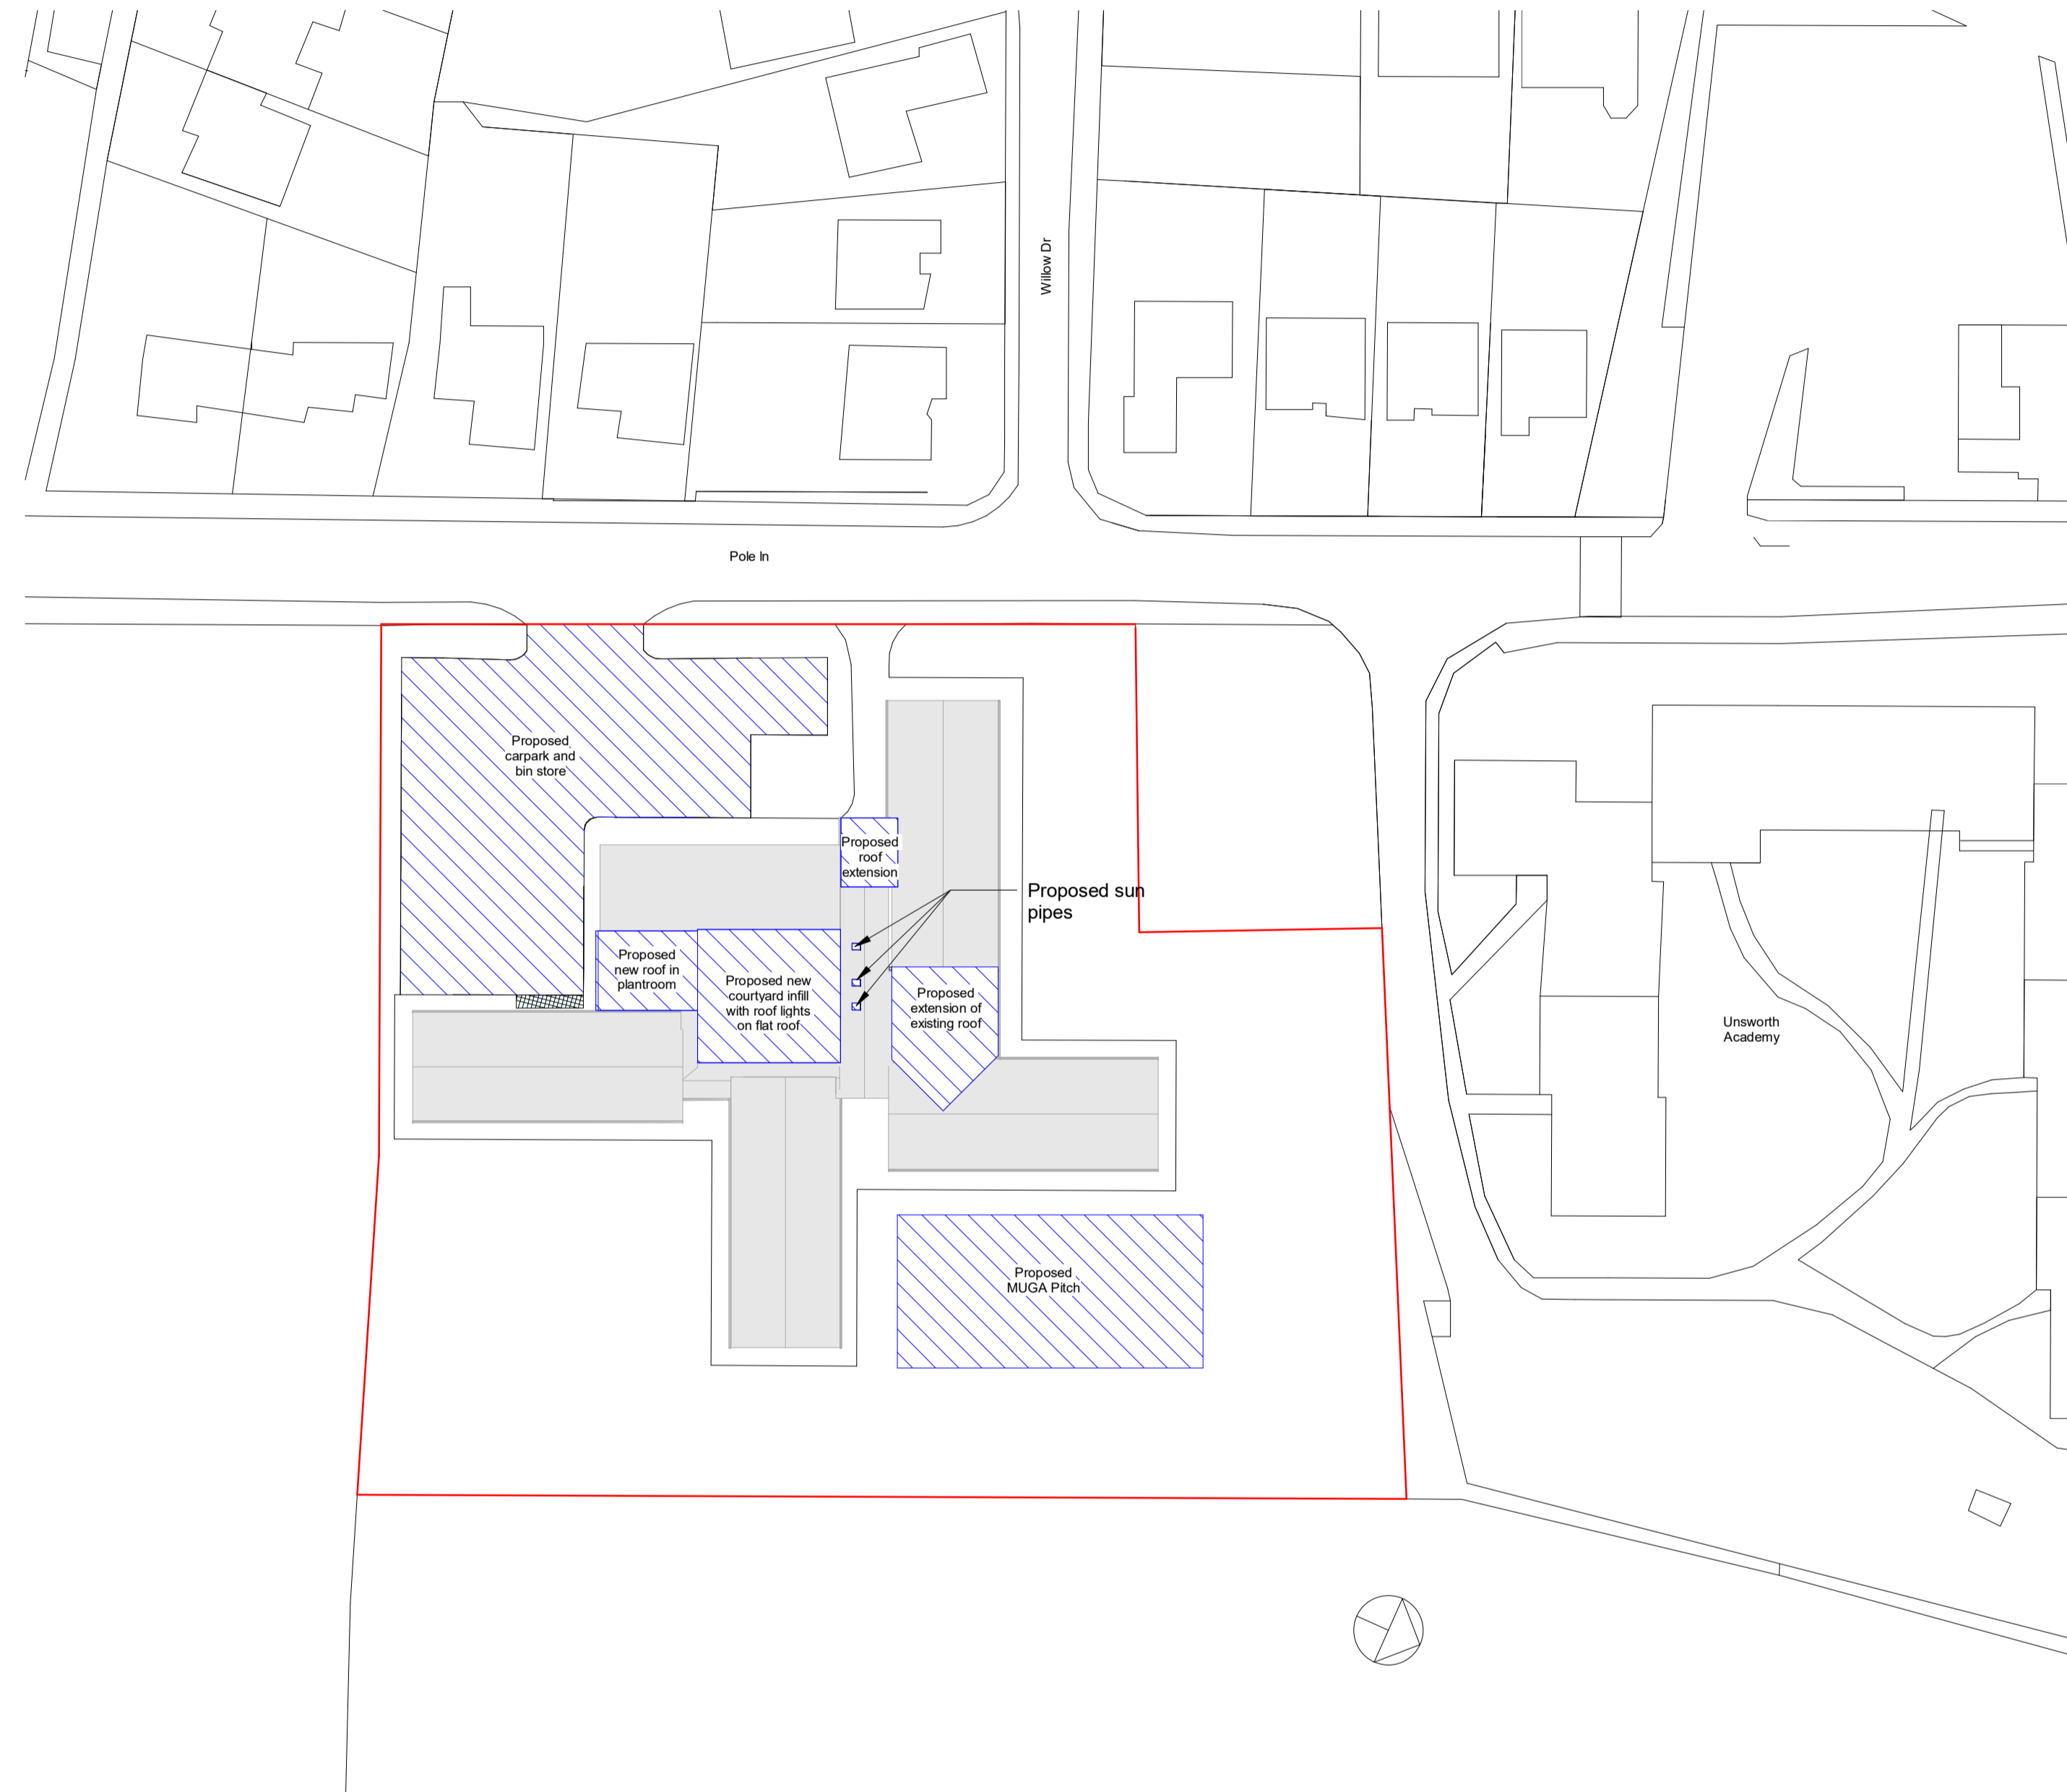 Willow Dr
Pole ln
Proposed
carpark and
bin store
Proposed
roof
extension
Proposed sun
pipes
Proposed
new roof in
plantroom
Proposed new
courtyard infill
with roof lights
on flat roof
Proposed
extension of
existing roof
Unsworth
Academy
Proposed
MUGA Pitch